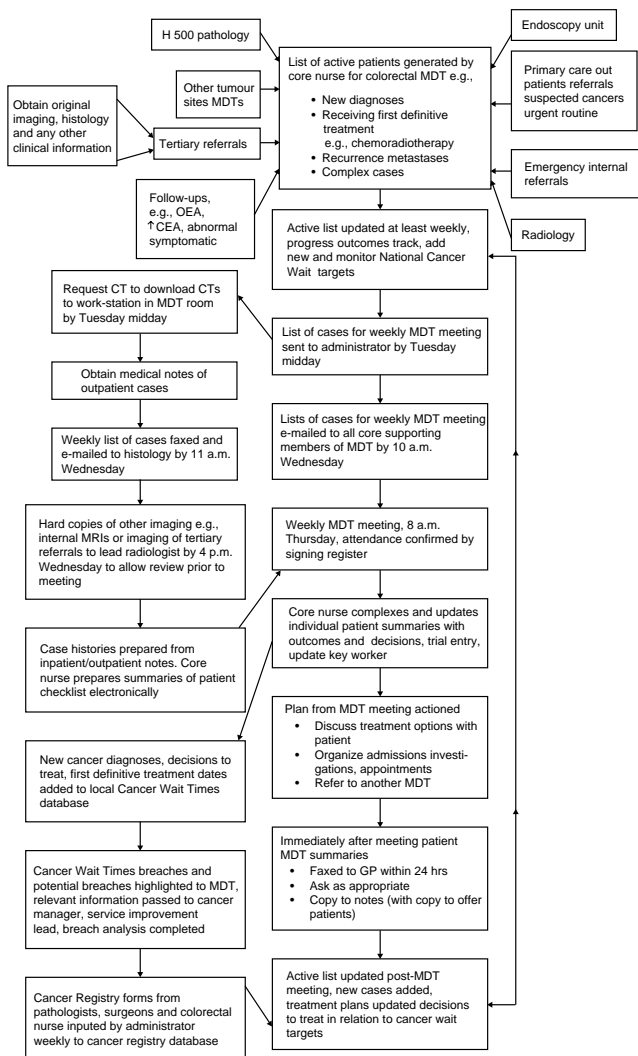 H 500 pathology
Endoscopy unit
List of active patients generated by
core nurse for colorectal MDT e.g.,
• New diagnoses
• Receiving first definitive
treatment
e.g., chemoradiotherapy
• Recurrence metastases
• Complex cases
Other tumour
sites MDTs
Primary care out
patients referrals
suspected cancers
urgent routine
Obtain original
imaging, histology
and any other
clinical information
Tertiary referrals
Emergency internal
referrals
Follow-ups,
e.g., OEA,
↑CEA, abnormal
symptomatic
Radiology
Active list updated at least weekly,
progress outcomes track, add
new and monitor National Cancer
Wait targets
Request CT to download CTs
to work-station in MDT room
by Tuesday midday
List of cases for weekly MDT meeting
sent to administrator by Tuesday
midday
Obtain medical notes of
outpatient cases
Lists of cases for weekly MDT meeting
e-mailed to all core supporting
members of MDT by 10 a.m.
Wednesday
Weekly list of cases faxed and
e-mailed to histology by 11 a.m.
Wednesday
Hard copies of other imaging e.g.,
internal MRIs or imaging of tertiary
referrals to lead radiologist by 4 p.m.
Wednesday to allow review prior to
meeting
Weekly MDT meeting, 8 a.m.
Thursday, attendance confirmed by
signing register
Case histories prepared from
inpatient/outpatient notes. Core
nurse prepares summaries of patient
checklist electronically
Core nurse complexes and updates
individual patient summaries with
outcomes and decisions, trial entry,
update key worker
Plan from MDT meeting actioned
• Discuss treatment options with
patient
• Organize admissions investi-
gations, appointments
• Refer to another MDT
New cancer diagnoses, decisions to
treat, first definitive treatment dates
added to local Cancer Wait Times
database
Immediately after meeting patient
MDT summaries
• Faxed to GP within 24 hrs
• Ask as appropriate
• Copy to notes (with copy to offer
patients)
Cancer Wait Times breaches and
potential breaches highlighted to MDT,
relevant information passed to cancer
manager, service improvement
lead, breach analysis completed
Active list updated post-MDT
meeting, new cases added,
treatment plans updated decisions
to treat in relation to cancer wait
targets
Cancer Registry forms from
pathologists, surgeons and colorectal
nurse inputed by administrator
weekly to cancer registry database